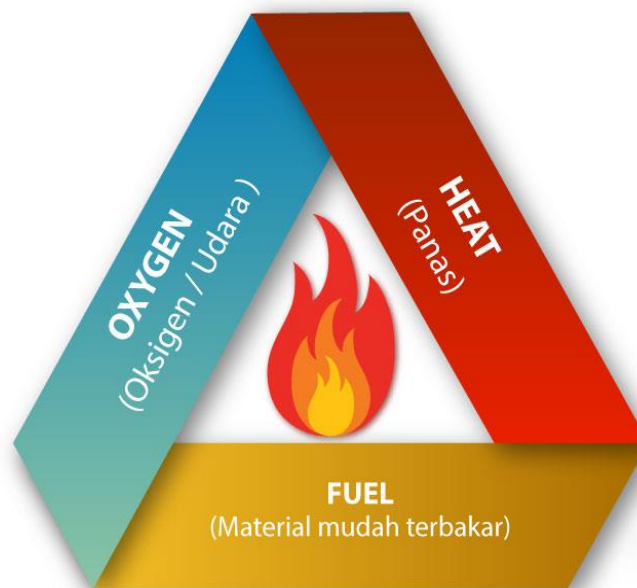 OXYGEN
(Oksigen / Udara )
HEAT
(Panas)
FUEL
(Material mudah terbakar)